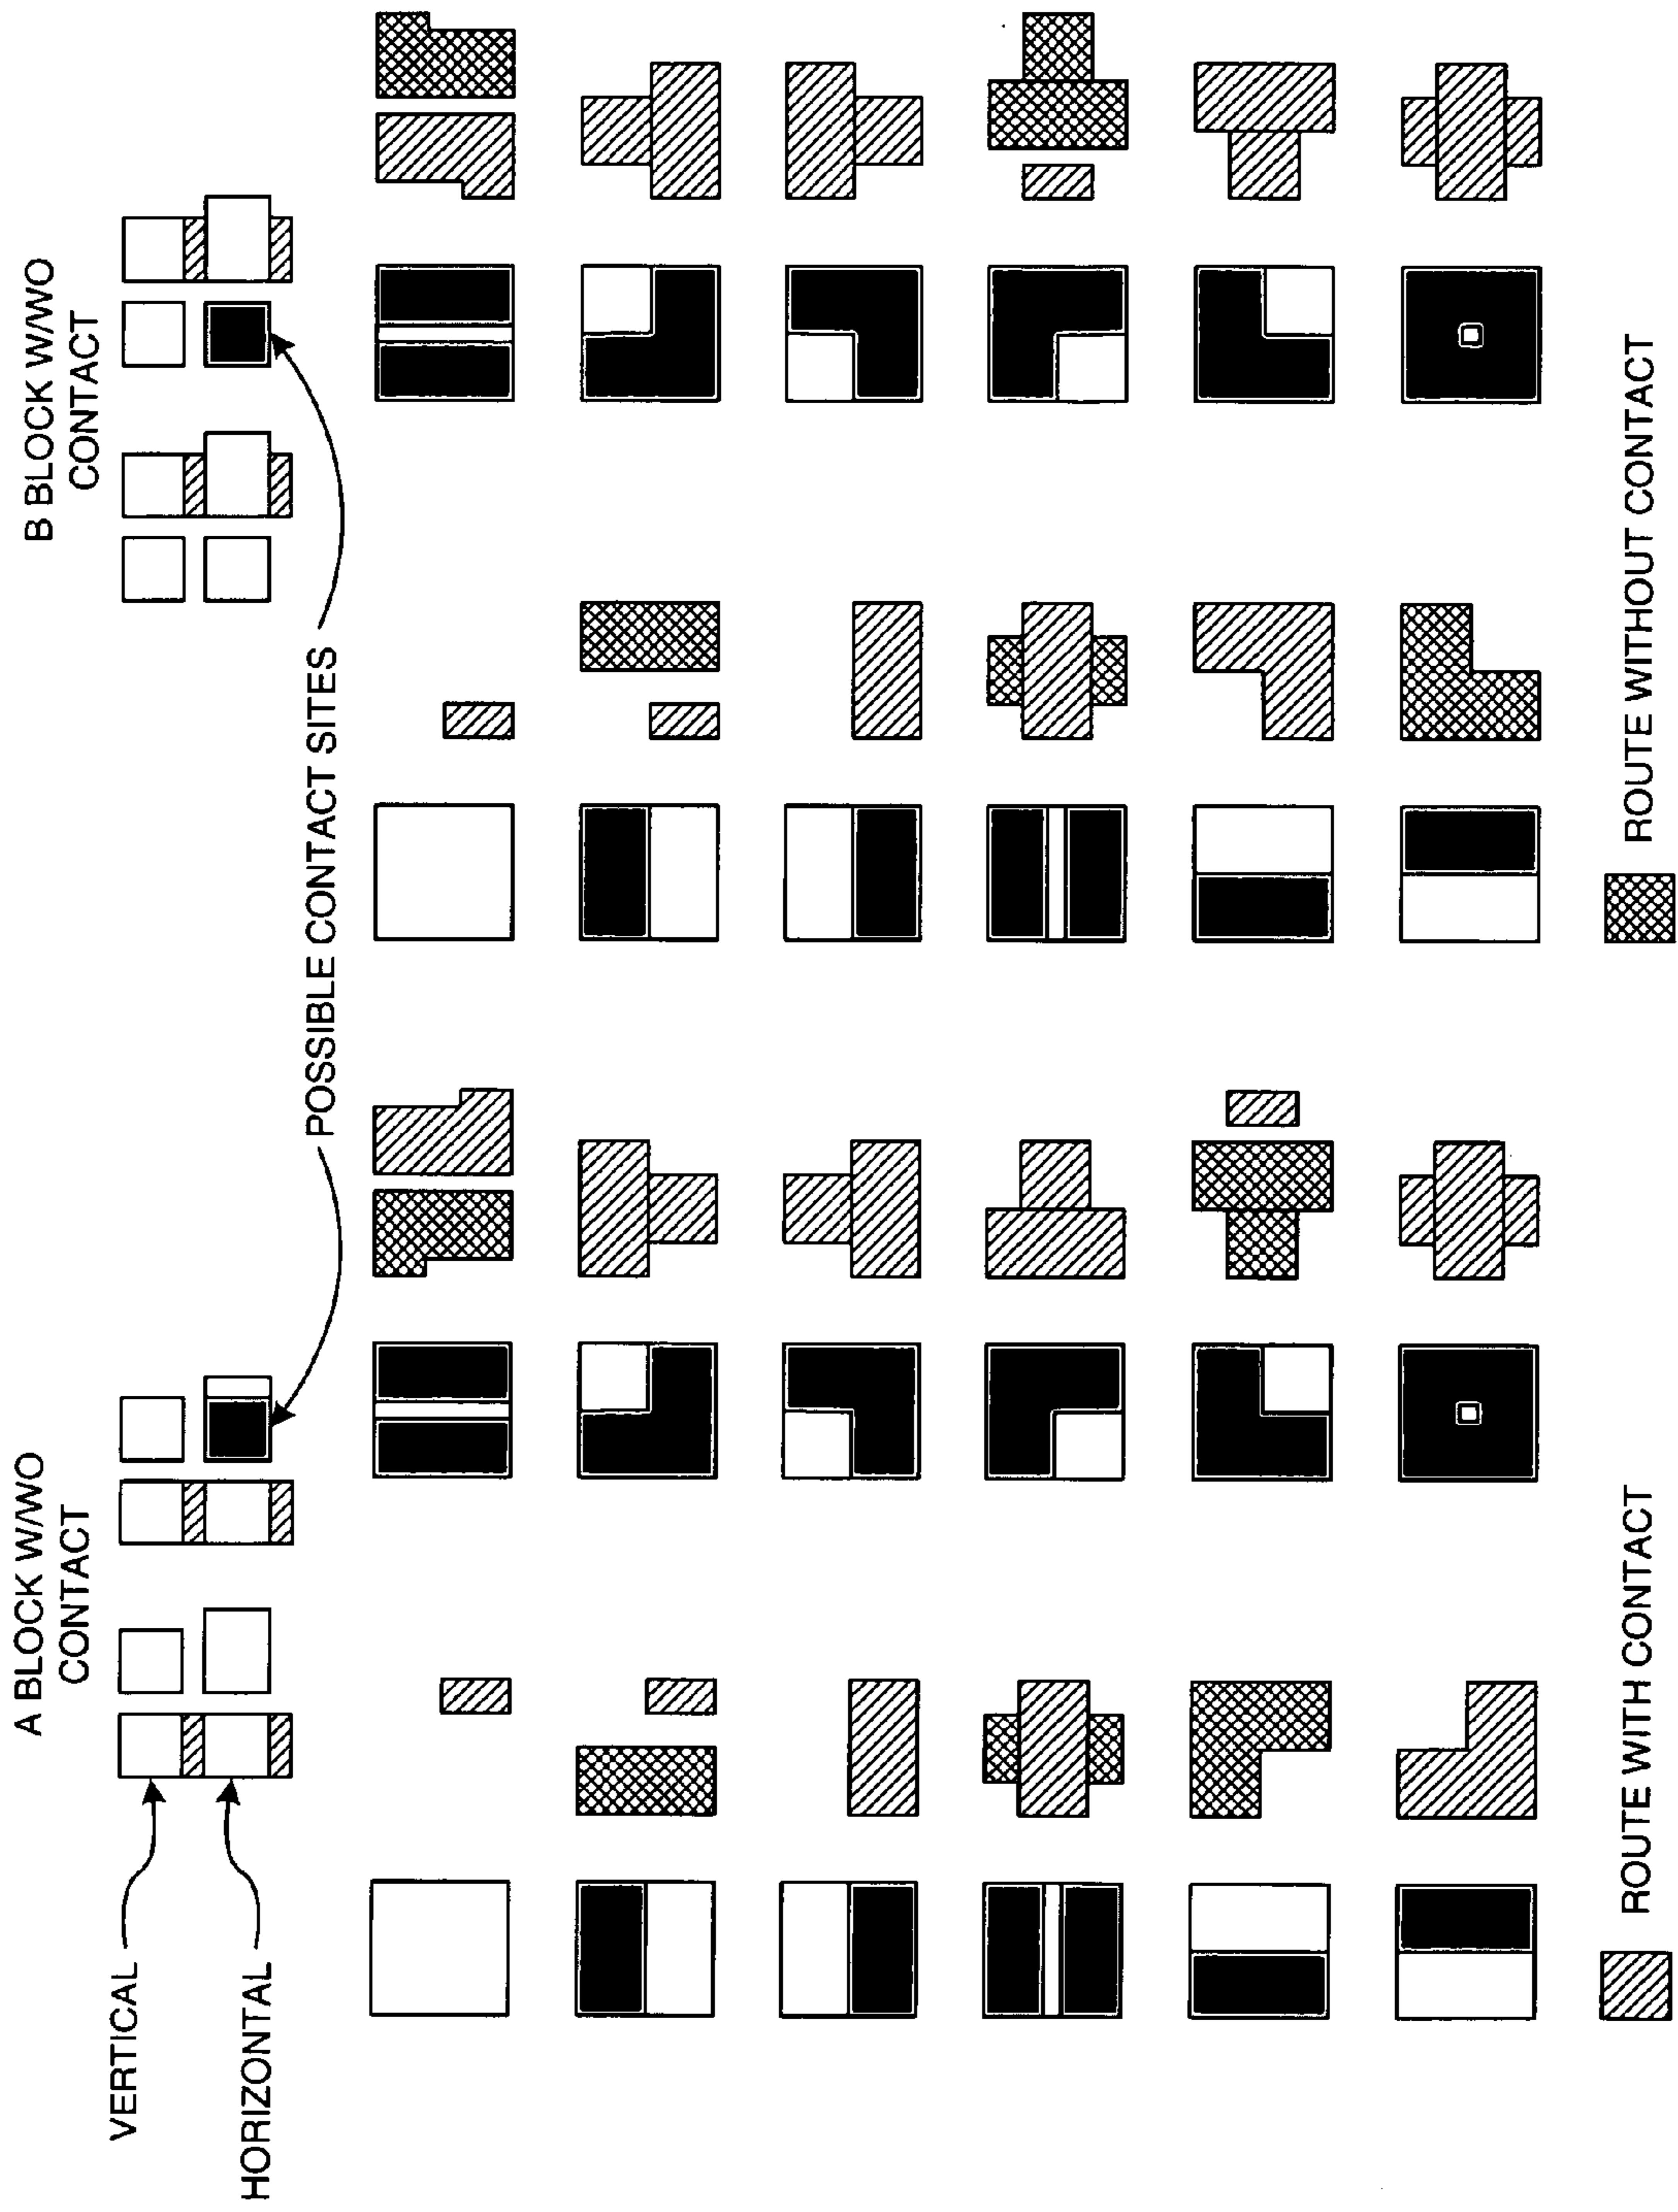 A BLOCK W/WO
CONTACT
B BLOCK W/WO
CONTACT
VERTICAL
HORIZONTAL
POSSIBLE CONTACT SITES
ROUTE WITH CONTACT
ROUTE WITHOUT CONTACT